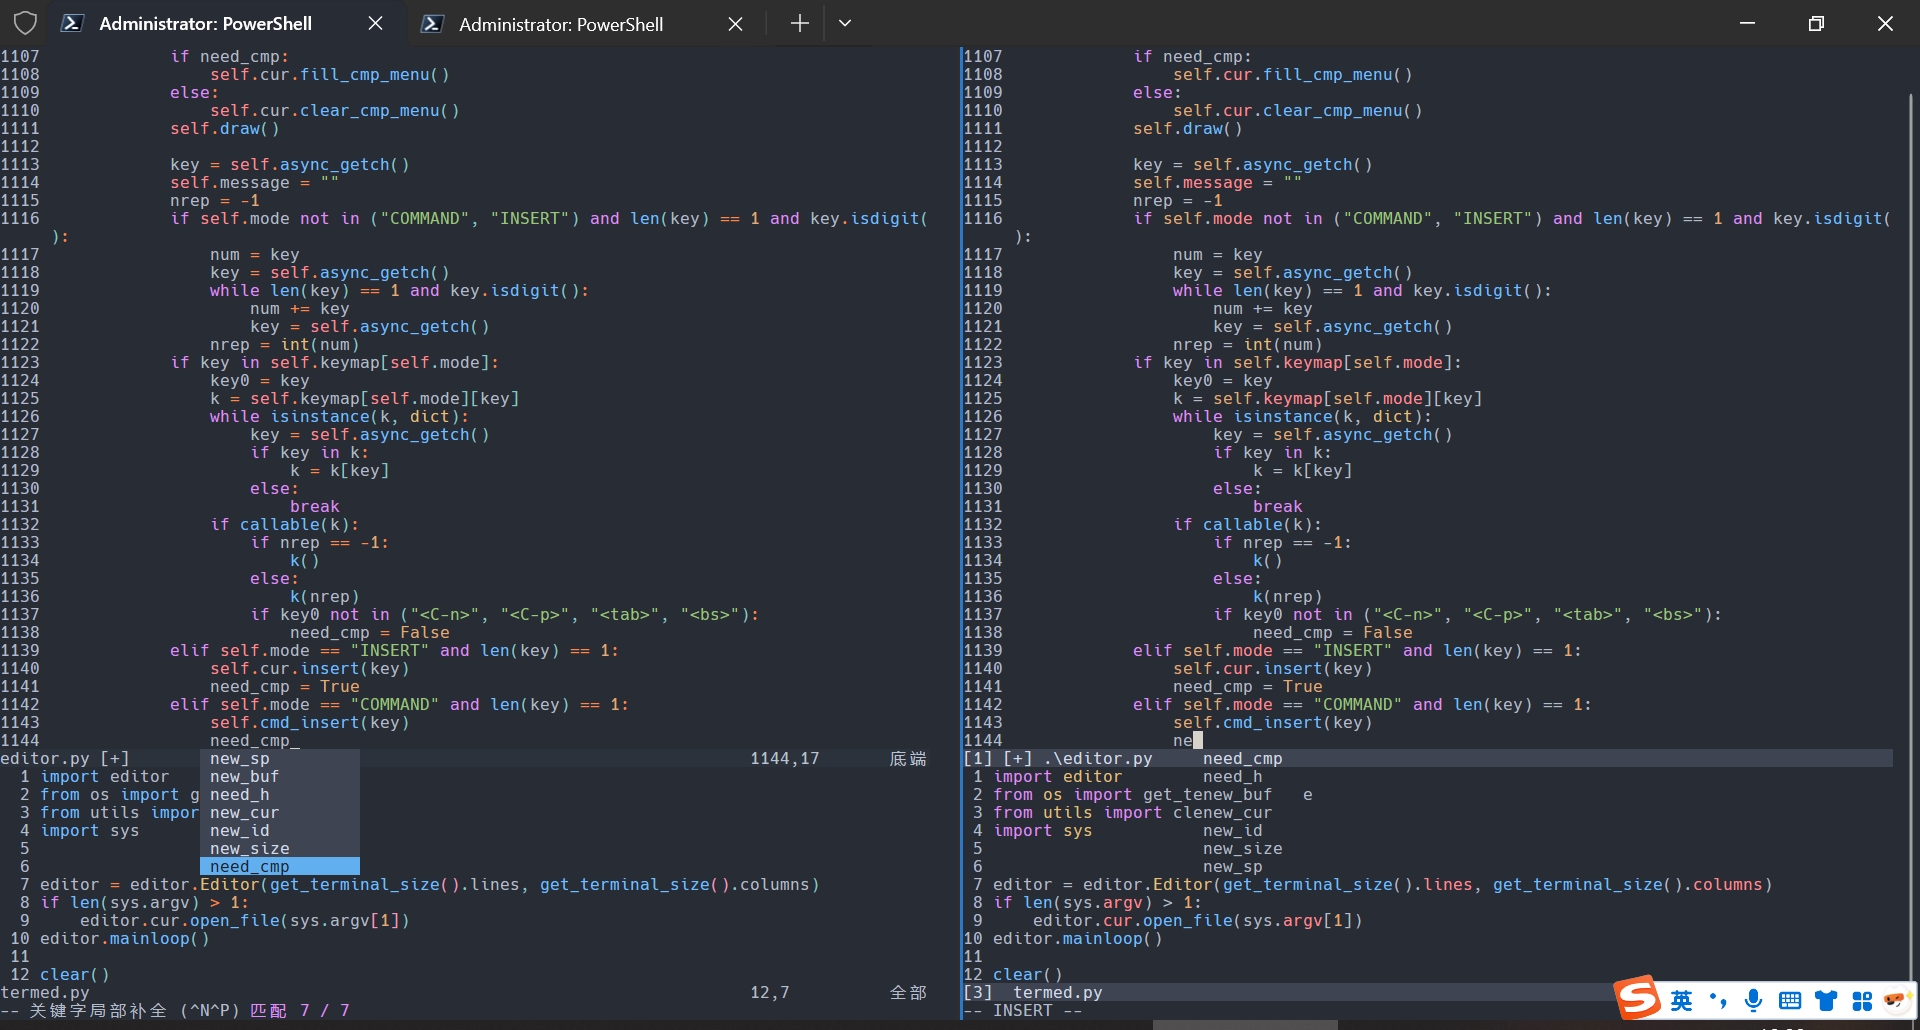 Administrator: PowerShell
Administrator: PowerShell
1107 if need_cmp:
1108 self.cur.fill_cmp_menu()
1109 else:
1110 self.cur.clear_cmp_menu()
1111 self.draw()
1112
1113 key = self.async_getch()
1114 self.message = ""
1115 nrep = -1
1116 if self.mode not in ("COMMAND", "INSERT") and len(key) == 1 and key.isdigit(
):
1117 num = key
1118 key = self.async_getch()
1119 while len(key) == 1 and key.isdigit():
1120 num += key
1121 key = self.async_getch()
1122 nrep = int(num)
1123 if key in self.keymap[self.mode]:
1124 key0 = key
1125 k = self.keymap[self.mode][key]
1126 while isinstance(k, dict):
1127 key = self.async_getch()
1128 if key in k:
1129 k = k[key]
1130 else:
1131 break
1132 if callable(k):
1133 if nrep == -1:
1134 k()
1135 else:
1136 k(nrep)
1137 if key0 not in ("<C-n>", "<C-p>", "<tab>", "<bs>"):
1138 need_cmp = False
1139 elif self.mode == "INSERT" and len(key) == 1:
1140 self.cur.insert(key)
1141 need_cmp = True
1142 elif self.mode == "COMMAND" and len(key) == 1:
1143 self.cmd_insert(key)
1144 need_cmp_
editor.py [+] new_sp 1144,17 底端
1 import editor new_buf
2 from os import g need_h
3 from utils impor new_cur
4 import sys new_id
5 new_size
6 need_cmp
7 editor = editor.Editor(get_terminal_size().lines, get_terminal_size().columns)
8 if len(sys.argv) > 1:
9 editor.cur.open_file(sys.argv[1])
10 editor.mainloop()
11
12 clear()
termed.py 12,7 全部
-- 关键字局部补全 (^N^P) 匹配 7 / 7
1107 if need_cmp:
1108 self.cur.fill_cmp_menu()
1109 else:
1110 self.cur.clear_cmp_menu()
1111 self.draw()
1112
1113 key = self.async_getch()
1114 self.message = ""
1115 nrep = -1
1116 if self.mode not in ("COMMAND", "INSERT") and len(key) == 1 and key.isdigit(
):
1117 num = key
1118 key = self.async_getch()
1119 while len(key) == 1 and key.isdigit():
1120 num += key
1121 key = self.async_getch()
1122 nrep = int(num)
1123 if key in self.keymap[self.mode]:
1124 key0 = key
1125 k = self.keymap[self.mode][key]
1126 while isinstance(k, dict):
1127 key = self.async_getch()
1128 if key in k:
1129 k = k[key]
1130 else:
1131 break
1132 if callable(k):
1133 if nrep == -1:
1134 k()
1135 else:
1136 k(nrep)
1137 if key0 not in ("<C-n>", "<C-p>", "<tab>", "<bs>"):
1138 need_cmp = False
1139 elif self.mode == "INSERT" and len(key) == 1:
1140 self.cur.insert(key)
1141 need_cmp = True
1142 elif self.mode == "COMMAND" and len(key) == 1:
1143 self.cmd_insert(key)
1144 ne
[1] [+] .\editor.py need_cmp
1 import editor need_h
2 from os import get_tenew_buf e
3 from utils import clenew_cur
4 import sys new_id
5 new_size
6 new_sp
7 editor = editor.Editor(get_terminal_size().lines, get_terminal_size().columns)
8 if len(sys.argv) > 1:
9 editor.cur.open_file(sys.argv[1])
10 editor.mainloop()
11
12 clear()
[3] termed.py
-- INSERT --
S 英